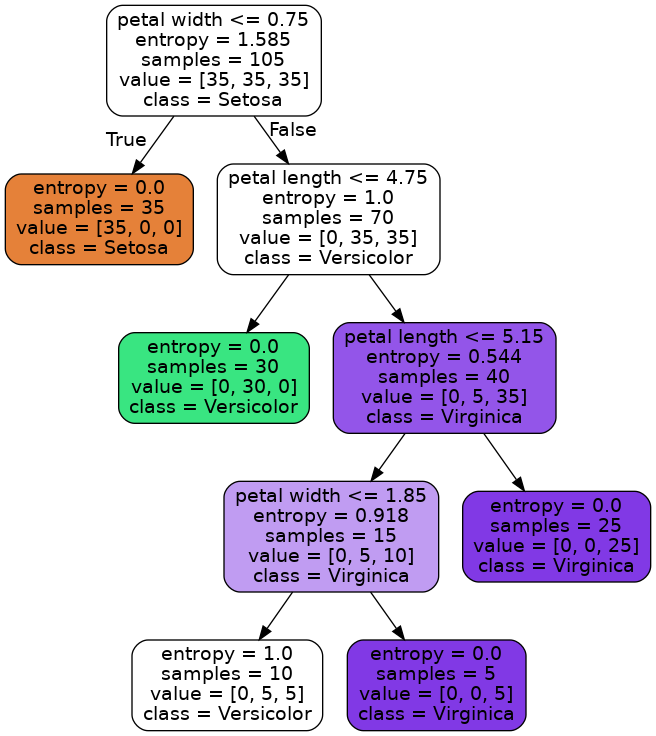 petal width <= 0.75
entropy = 1.585
samples = 105
value = [35, 35, 35]
class = Setosa
True
False
entropy = 0.0
samples = 35
value = [35, 0, 0]
class = Setosa
petal length <= 4.75
entropy = 1.0
samples = 70
value = [0, 35, 35]
class = Versicolor
entropy = 0.0
samples = 30
value = [0, 30, 0]
class = Versicolor
petal length <= 5.15
entropy = 0.544
samples = 40
value = [0, 5, 35]
class = Virginica
petal width <= 1.85
entropy = 0.918
samples = 15
value = [0, 5, 10]
class = Virginica
entropy = 0.0
samples = 25
value = [0, 0, 25]
class = Virginica
entropy = 1.0
samples = 10
value = [0, 5, 5]
class = Versicolor
entropy = 0.0
samples = 5
value = [0, 0, 5]
class = Virginica